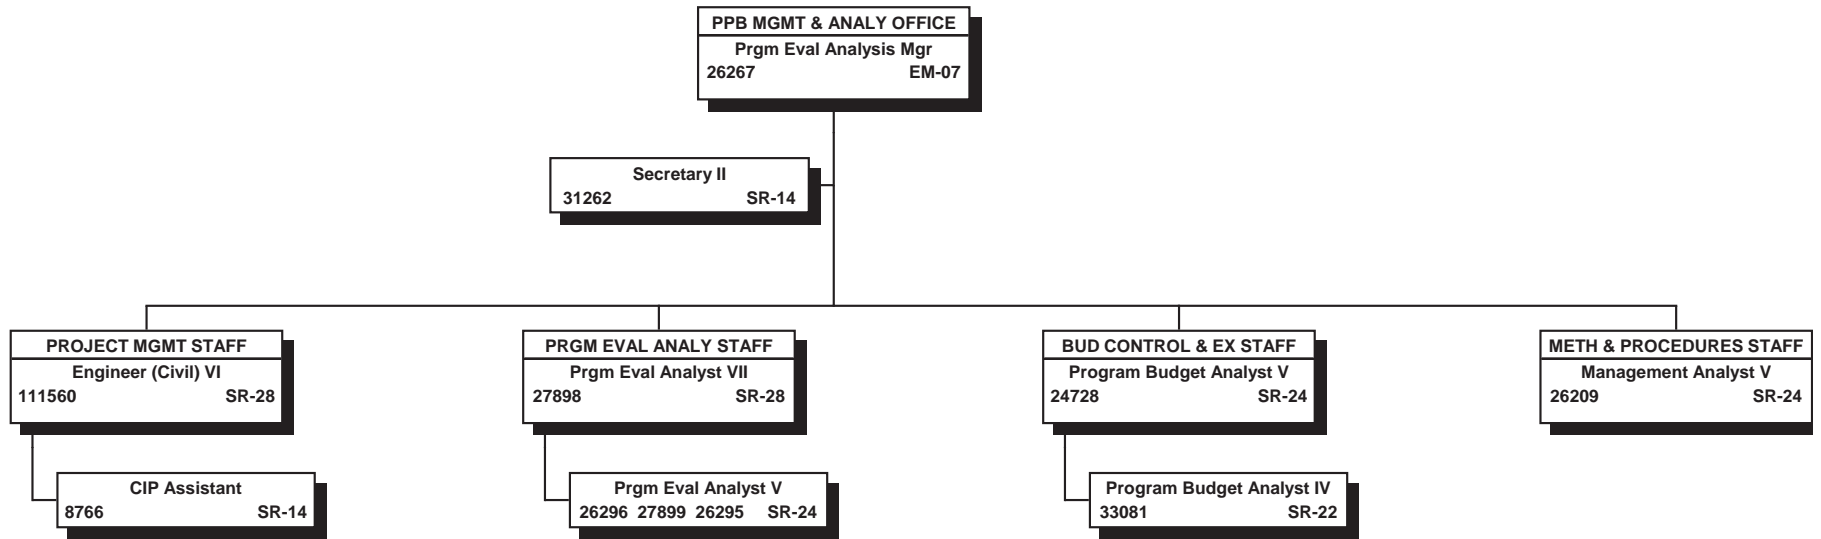 PPB MGMT & ANALY OFFICE
Prgm Eval Analysis Mgr
26267 EM-07
Secretary II
31262 SR-14
PROJECT MGMT STAFF
Engineer (Civil) VI
111560 SR-28
PRGM EVAL ANALY STAFF
Prgm Eval Analyst VII
27898 SR-28
BUD CONTROL & EX STAFF
Program Budget Analyst V
24728 SR-24
METH & PROCEDURES STAFF
Management Analyst V
26209 SR-24
CIP Assistant
8766 SR-14
Prgm Eval Analyst V
26296 27899 26295 SR-24
Program Budget Analyst IV
33081 SR-22